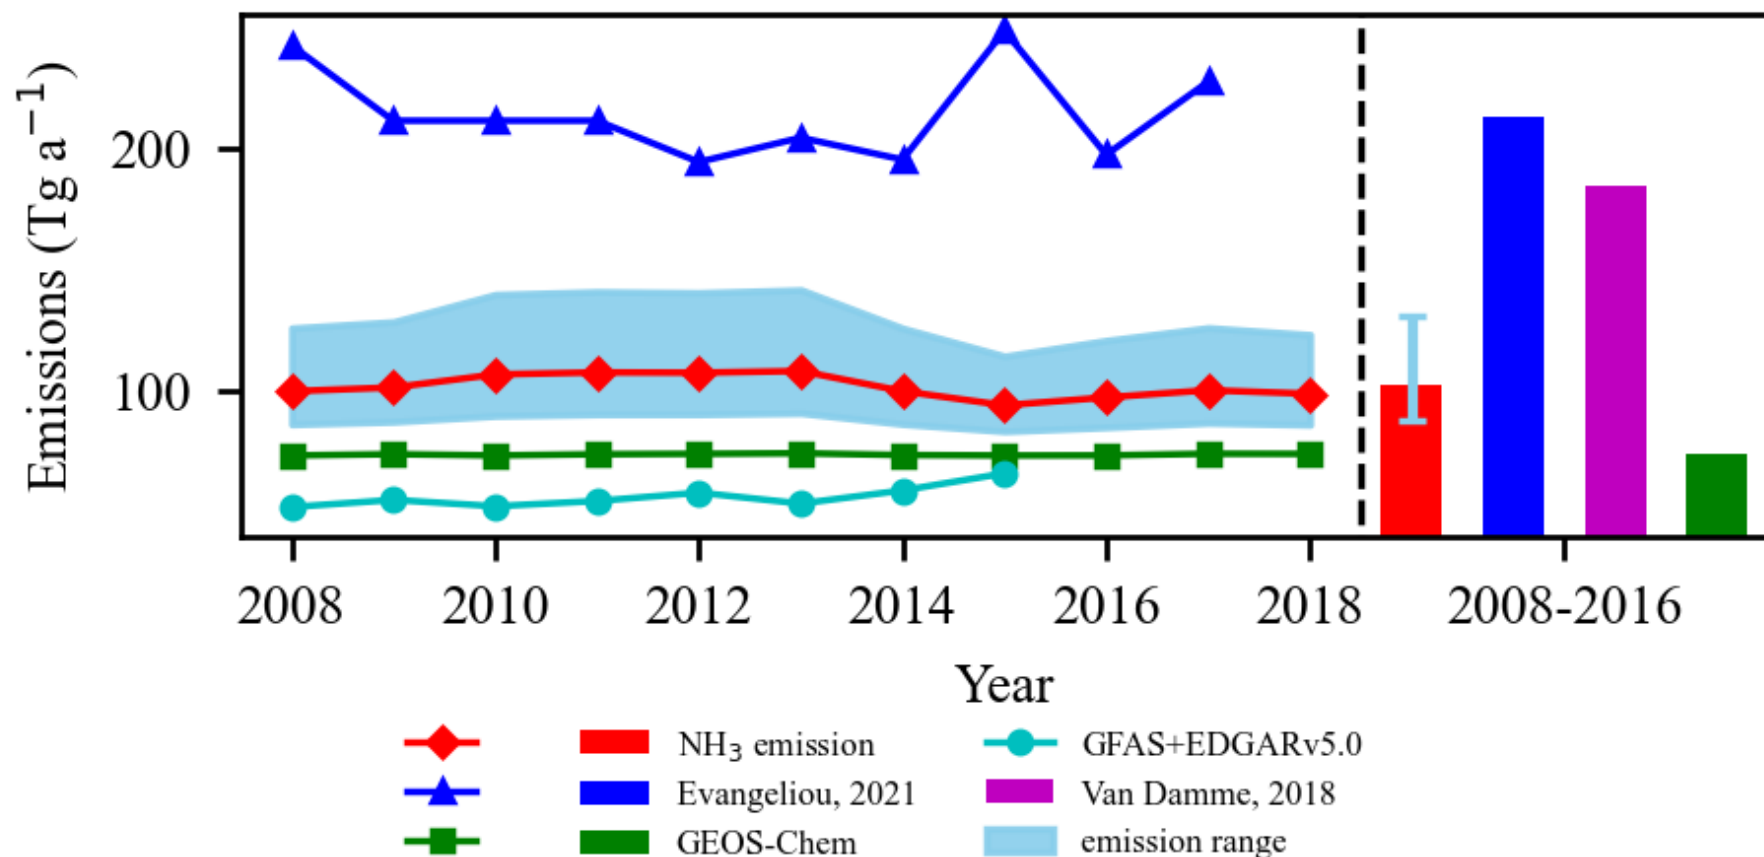 Emissions (Tg a⁻¹)
200
100
2008 2010 2012 2014 2016 2018 2008-2016
Year
NH₃ emission GFAS+EDGARv5.0
Evangeliou, 2021 Van Damme, 2018
GEOS-Chem emission range